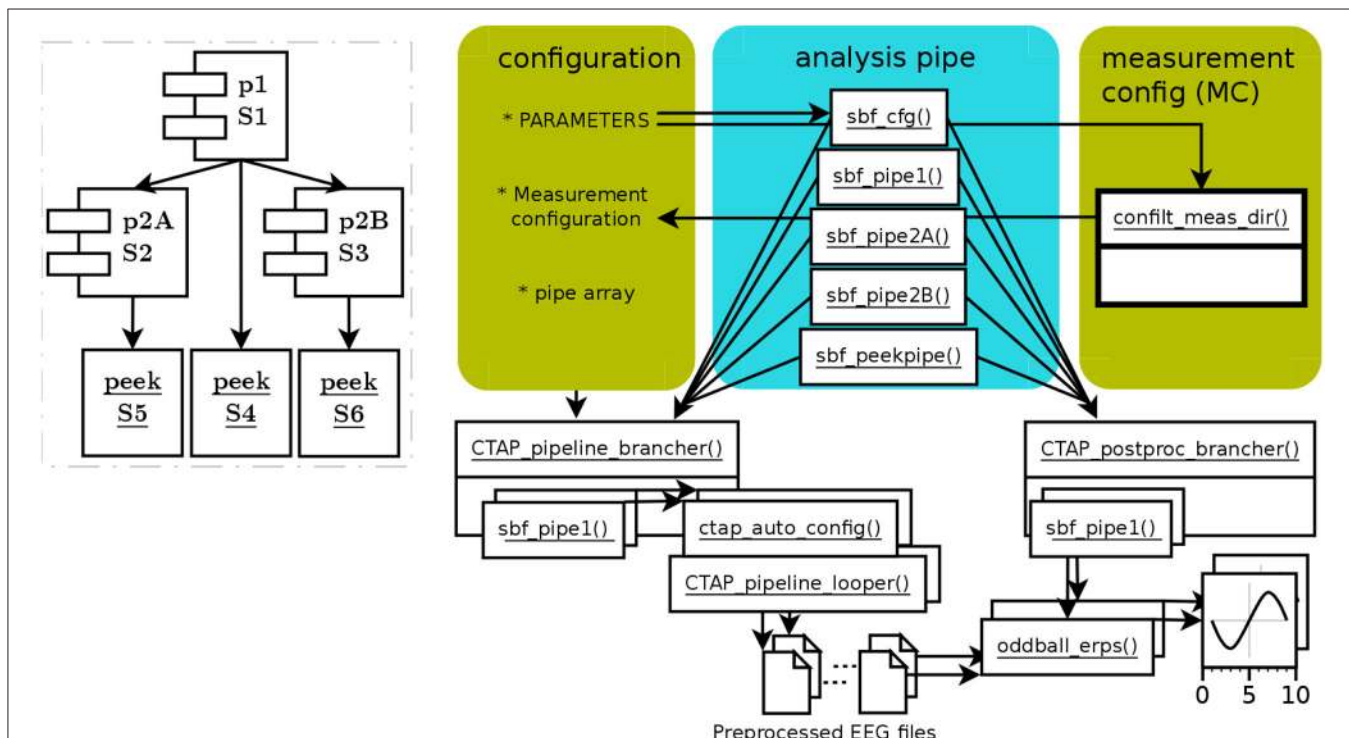 p1
S1
p2A
S2
p2B
S3
peek
S5
peek
S4
peek
S6
configuration
* PARAMETERS
* Measurement
configuration
* pipe array
analysis pipe
sbf_cfg()
sbf_pipe1()
sbf_pipe2A()
sbf_pipe2B()
sbf_peekpipe()
measurement
config (MC)
confilt_meas_dir()
CTAP_pipeline_brancher()
sbf_pipe1()
ctap_auto_config()
CTAP_pipeline_looper()
Preprocessed EEG files
CTAP_postproc_brancher()
sbf_pipe1()
oddball_erps()
0 5 10